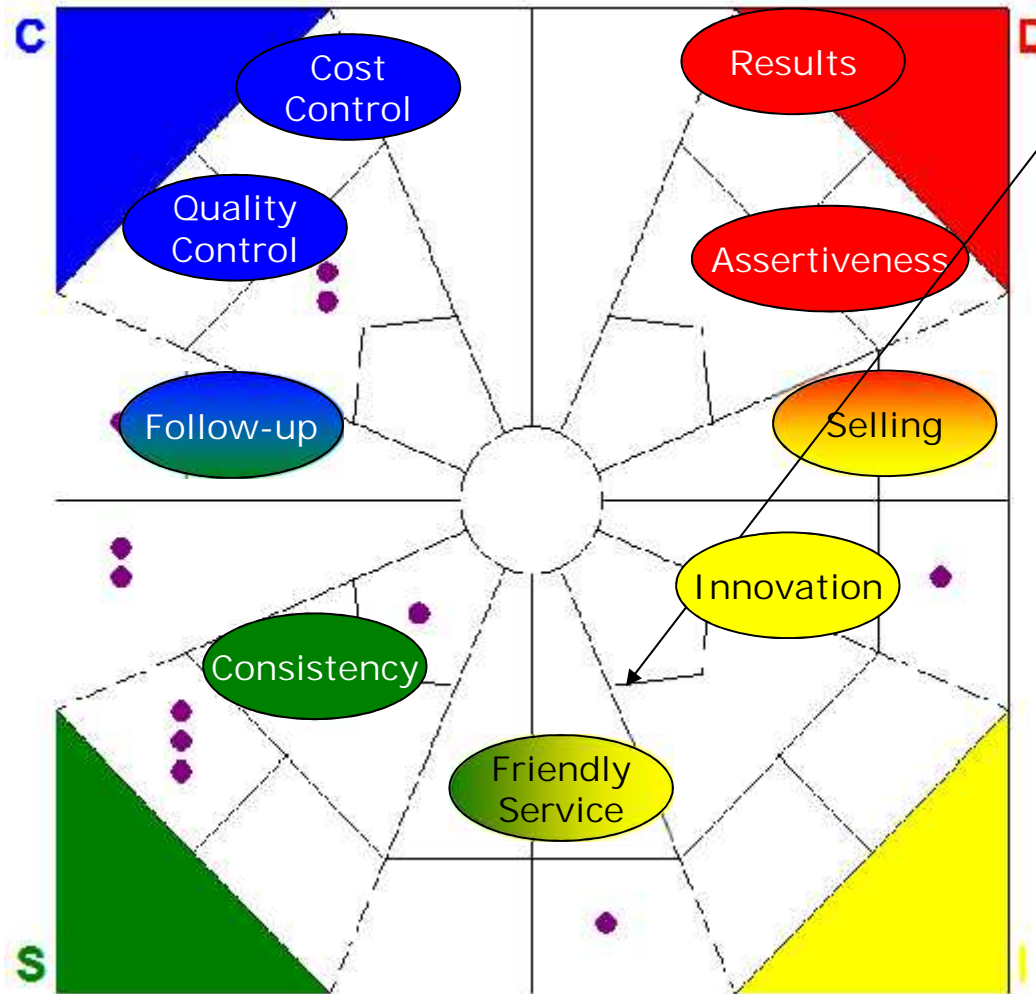 C
D
Cost
Control
Results
Quality
Control
Assertiveness
Follow-up
Selling
Innovation
Consistency
Friendly
Service
S
I